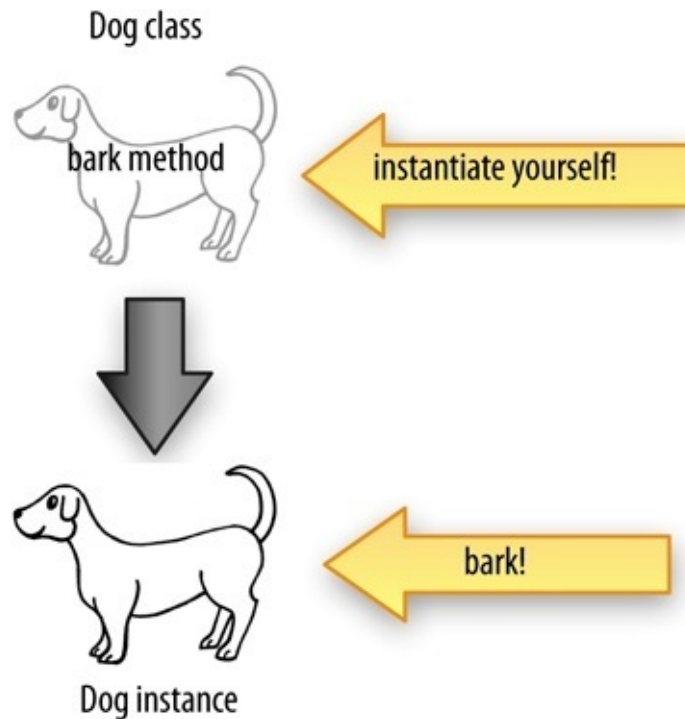 Dog class
bark method
instantiate yourself!
bark!
Dog instance